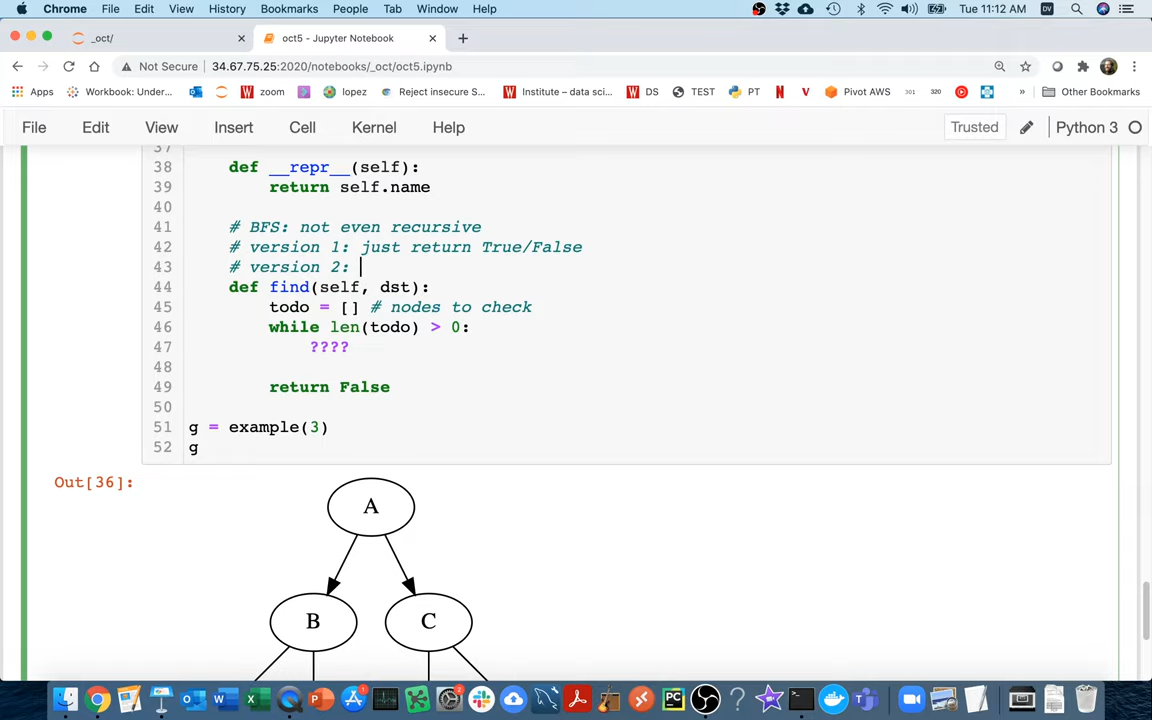 Chrome File Edit View History Bookmarks People Tab Window Help Tue 11:12 AM DV
_oct/ oct5 - Jupyter Notebook
Not Secure 34.67.75.25:2020/notebooks/_oct/oct5.ipynb
Apps Workbook: Under... zoom lopez Reject insecure S... Institute – data sci... DS TEST PT Pivot AWS 301 320 » Other Bookmarks
File Edit View Insert Cell Kernel Help Trusted Python 3
37
38 def __repr__(self):
39 return self.name
40
41 # BFS: not even recursive
42 # version 1: just return True/False
43 # version 2:
44 def find(self, dst):
45 todo = [] # nodes to check
46 while len(todo) > 0:
47 ????
48
49 return False
50
51 g = example(3)
52 g
Out[36]:
A
B C